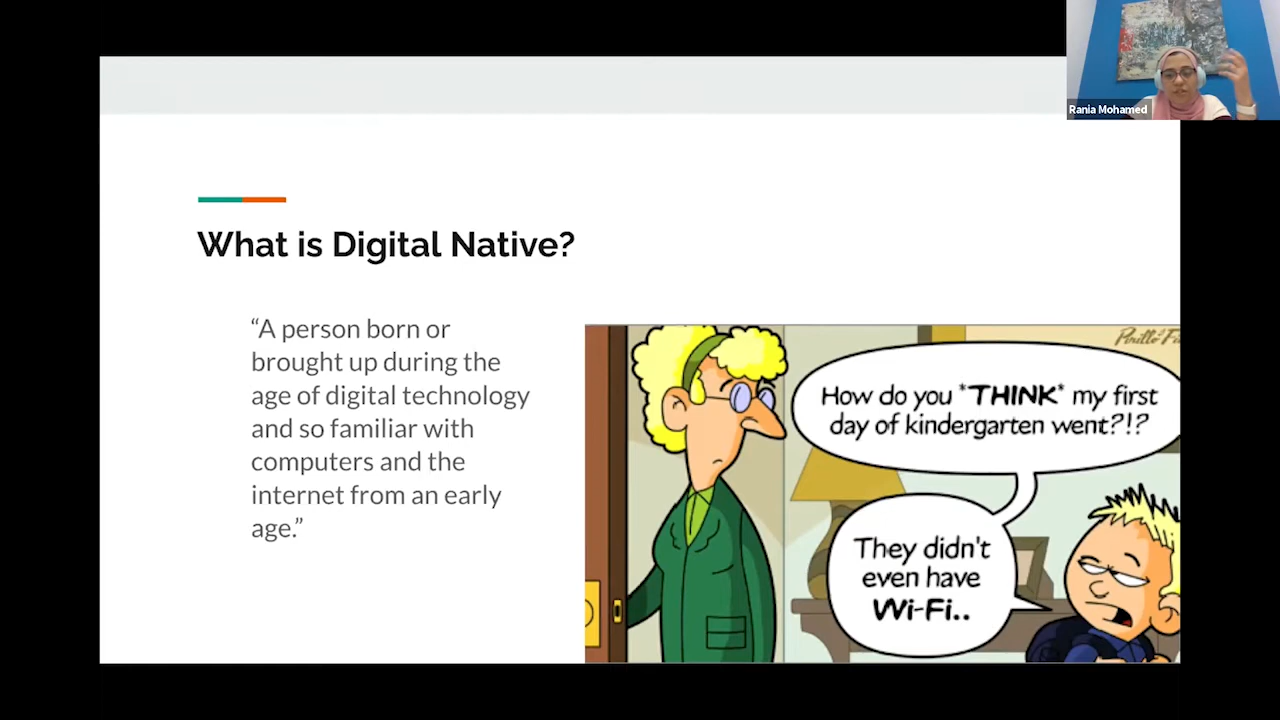 Rania Mohamed
What is Digital Native?
“A person born or
brought up during the
age of digital technology
and so familiar with
computers and the
internet from an early
age.”
How do you *THINK* my first
day of kindergarten went?!?
They didn't
even have
Wi-Fi..